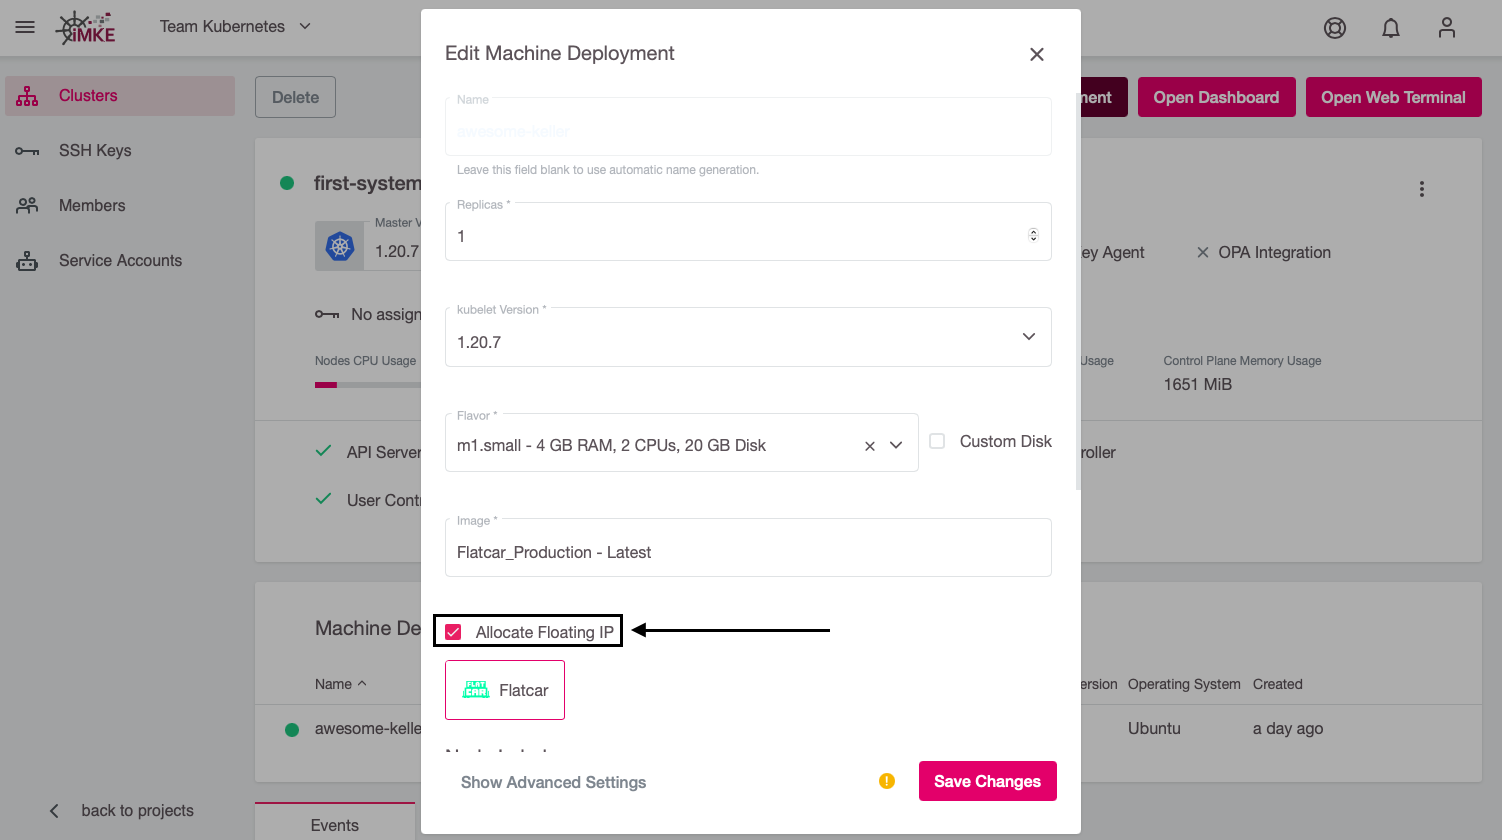 iMKE
Team Kubernetes
Clusters
SSH Keys
Members
Service Accounts
back to projects
Delete
ment
Open Dashboard
Open Web Terminal
first-system
Master V
1.20.7
ey Agent
OPA Integration
No assign
Nodes CPU Usage
Usage
Control Plane Memory Usage
1651 MiB
API Server
roller
User Cont
Machine De
Name
ersion
Operating System
Created
awesome-kelle
Ubuntu
a day ago
Events
Edit Machine Deployment
Name
awesome-keller
Leave this field blank to use automatic name generation.
Replicas *
1
kubelet Version *
1.20.7
Flavor *
m1.small - 4 GB RAM, 2 CPUs, 20 GB Disk
Custom Disk
Image *
Flatcar_Production - Latest
Allocate Floating IP
FLAT
CAR
Flatcar
Show Advanced Settings
Save Changes